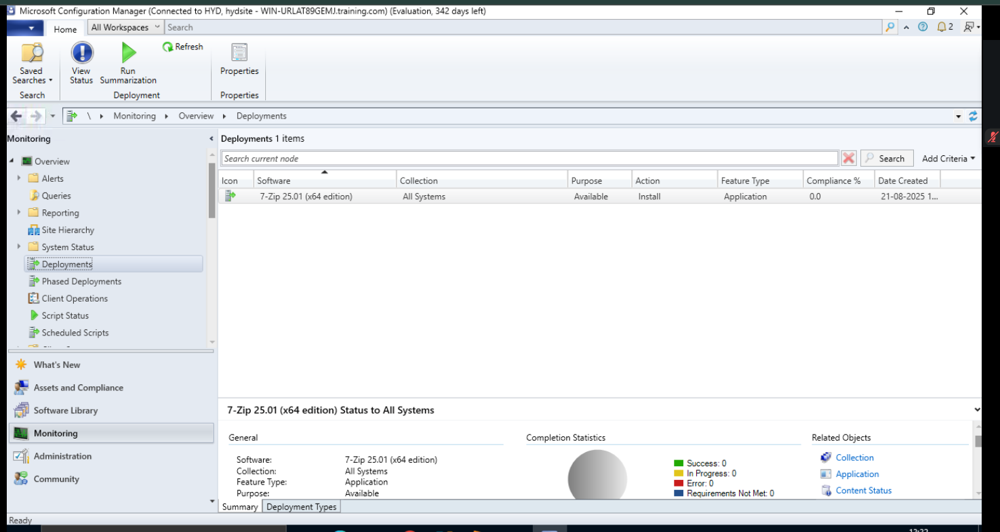 Microsoft Configuration Manager (Connected to HYD, hydsite - WIN-URLAT89GEMJ.training.com) (Evaluation, 342 days left)
Home All Workspaces Search 2
Refresh
Saved Searches View Status Run Summarization Properties
Search Deployment Properties
\ Monitoring Overview Deployments
Monitoring
Overview
Alerts
Queries
Reporting
Site Hierarchy
System Status
Deployments
Phased Deployments
Client Operations
Script Status
Scheduled Scripts
What's New
Assets and Compliance
Software Library
Monitoring
Administration
Community
Deployments 1 items
Search current node Search Add Criteria
Icon Software Collection Purpose Action Feature Type Compliance % Date Created
7-Zip 25.01 (x64 edition) All Systems Available Install Application 0.0 21-08-2025 1...
7-Zip 25.01 (x64 edition) Status to All Systems
General
Software: 7-Zip 25.01 (x64 edition)
Collection: All Systems
Feature Type: Application
Purpose: Available
Completion Statistics
Success: 0
In Progress: 0
Error: 0
Requirements Not Met: 0
Related Objects
Collection
Application
Content Status
Summary Deployment Types
Ready